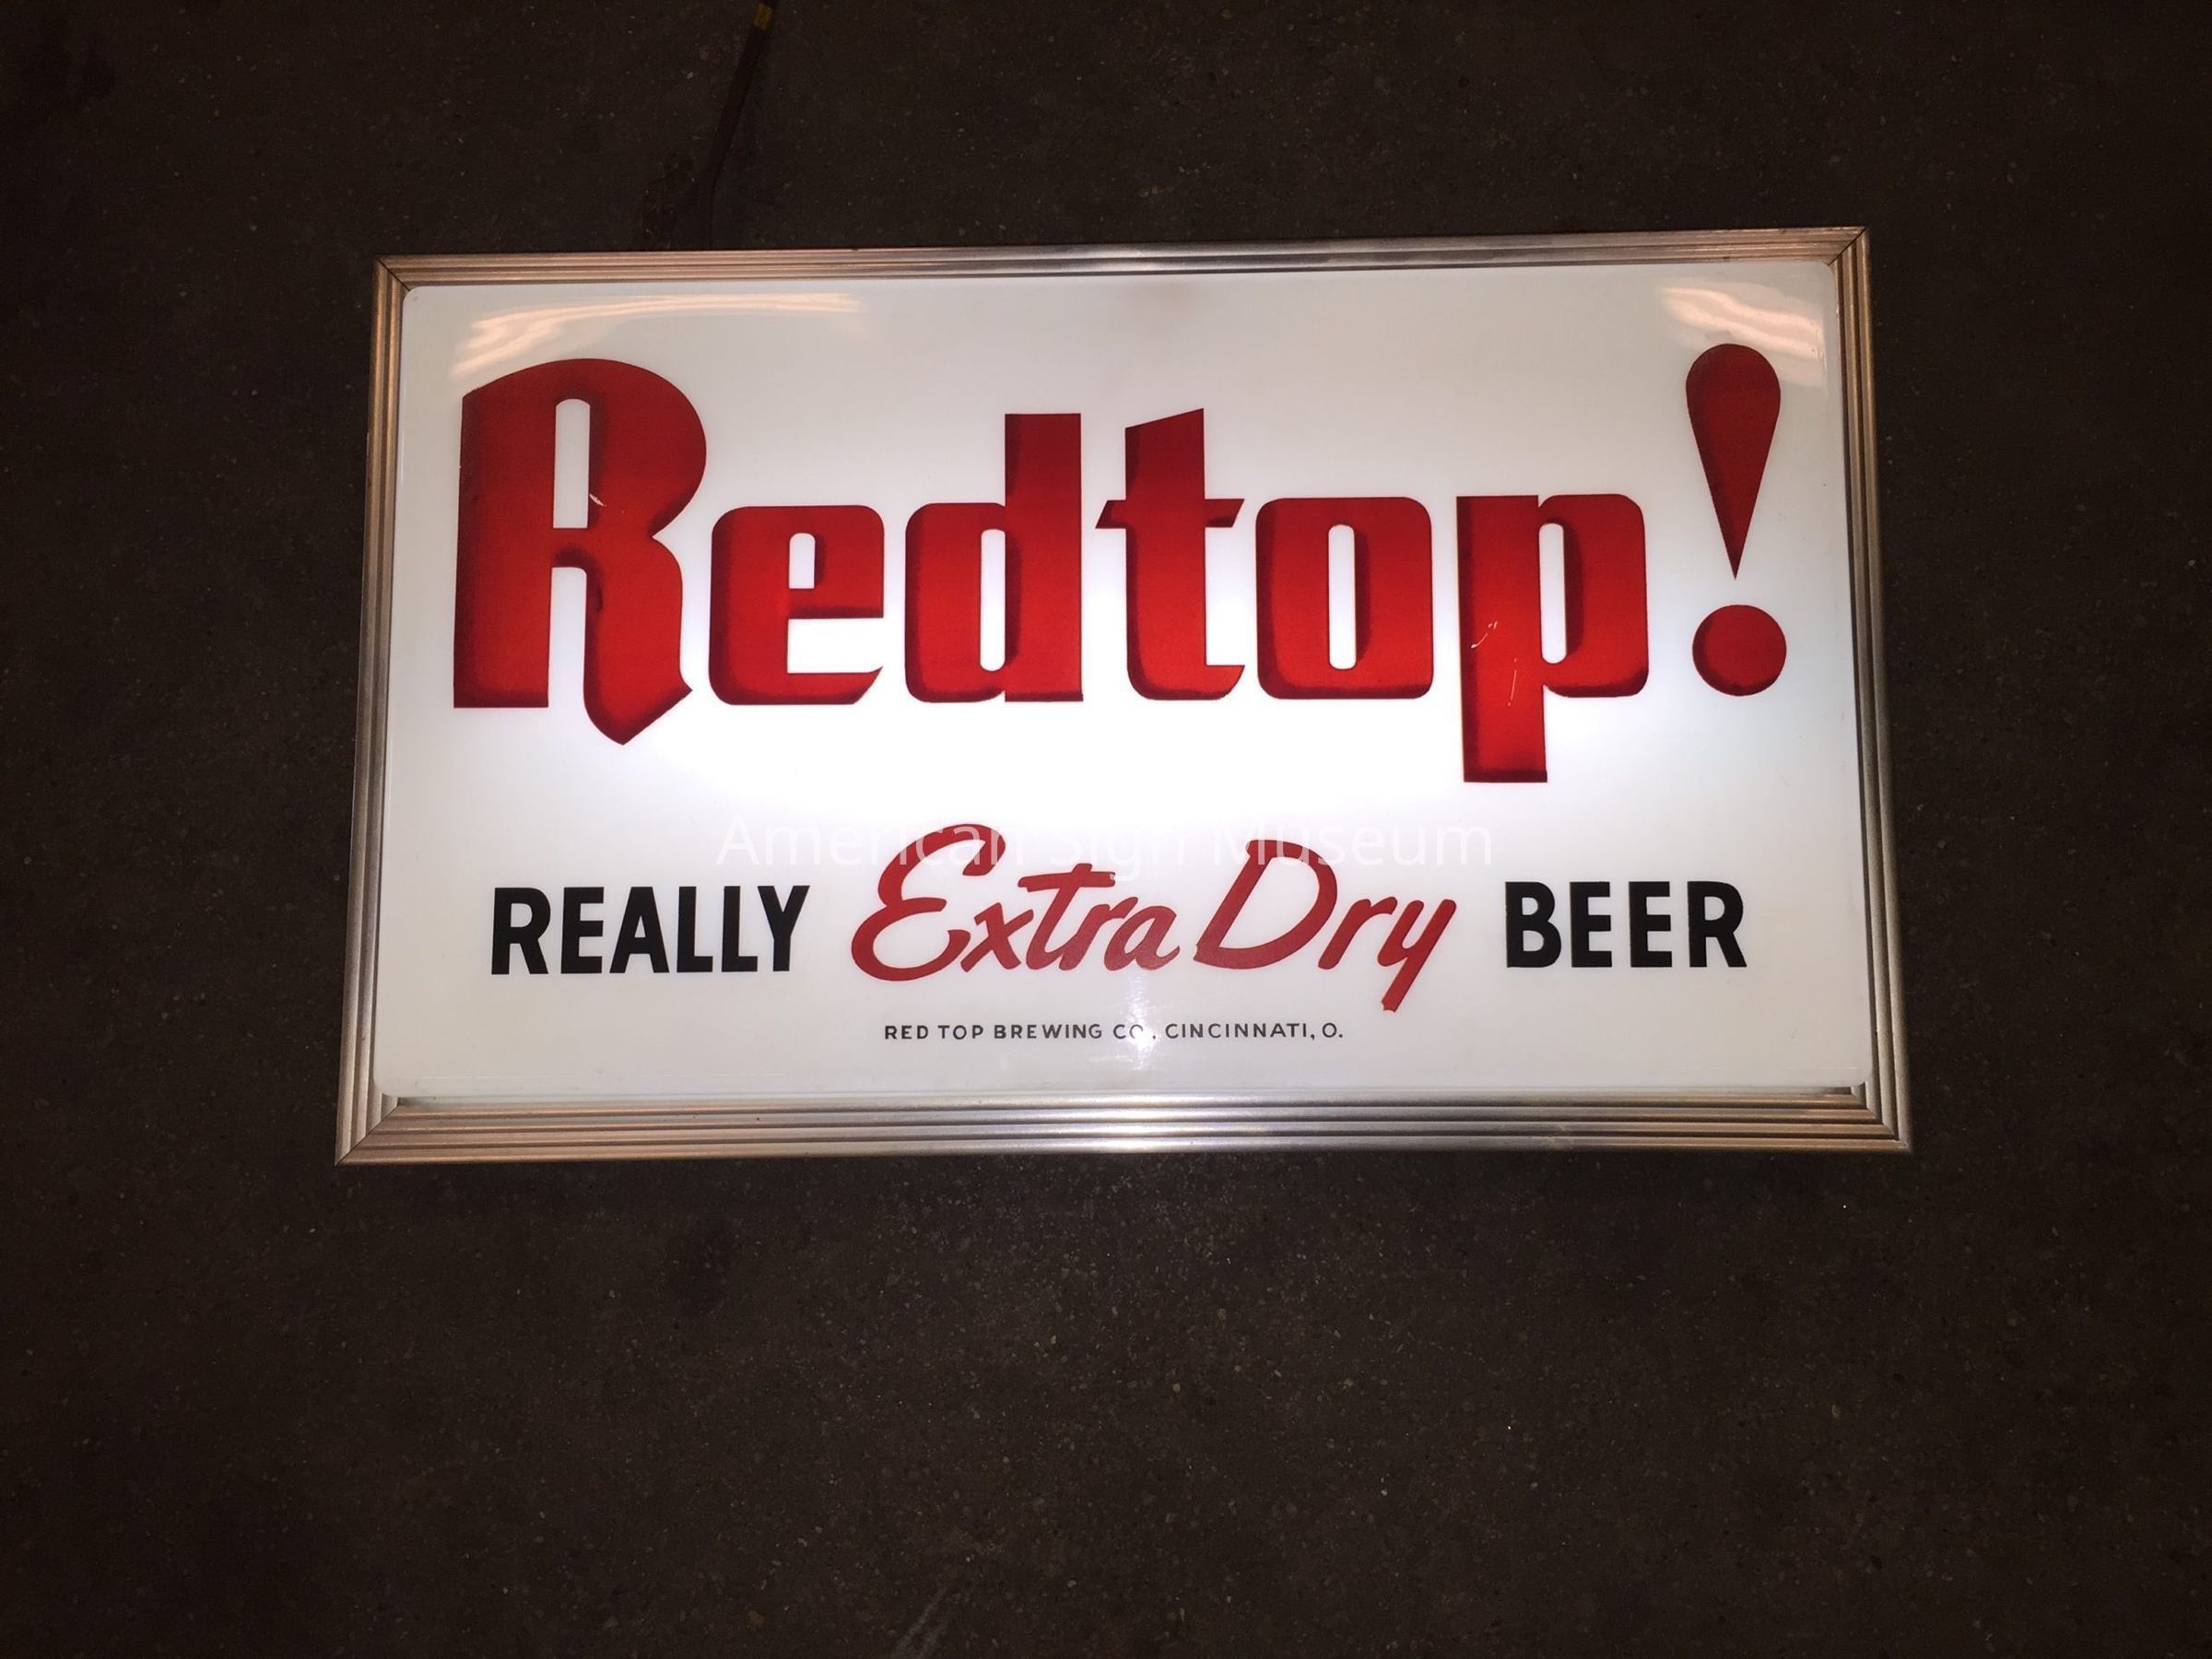 Redtop!
American Sign Museum
REALLY Extra Dry BEER
RED TOP BREWING CO., CINCINNATI, O.